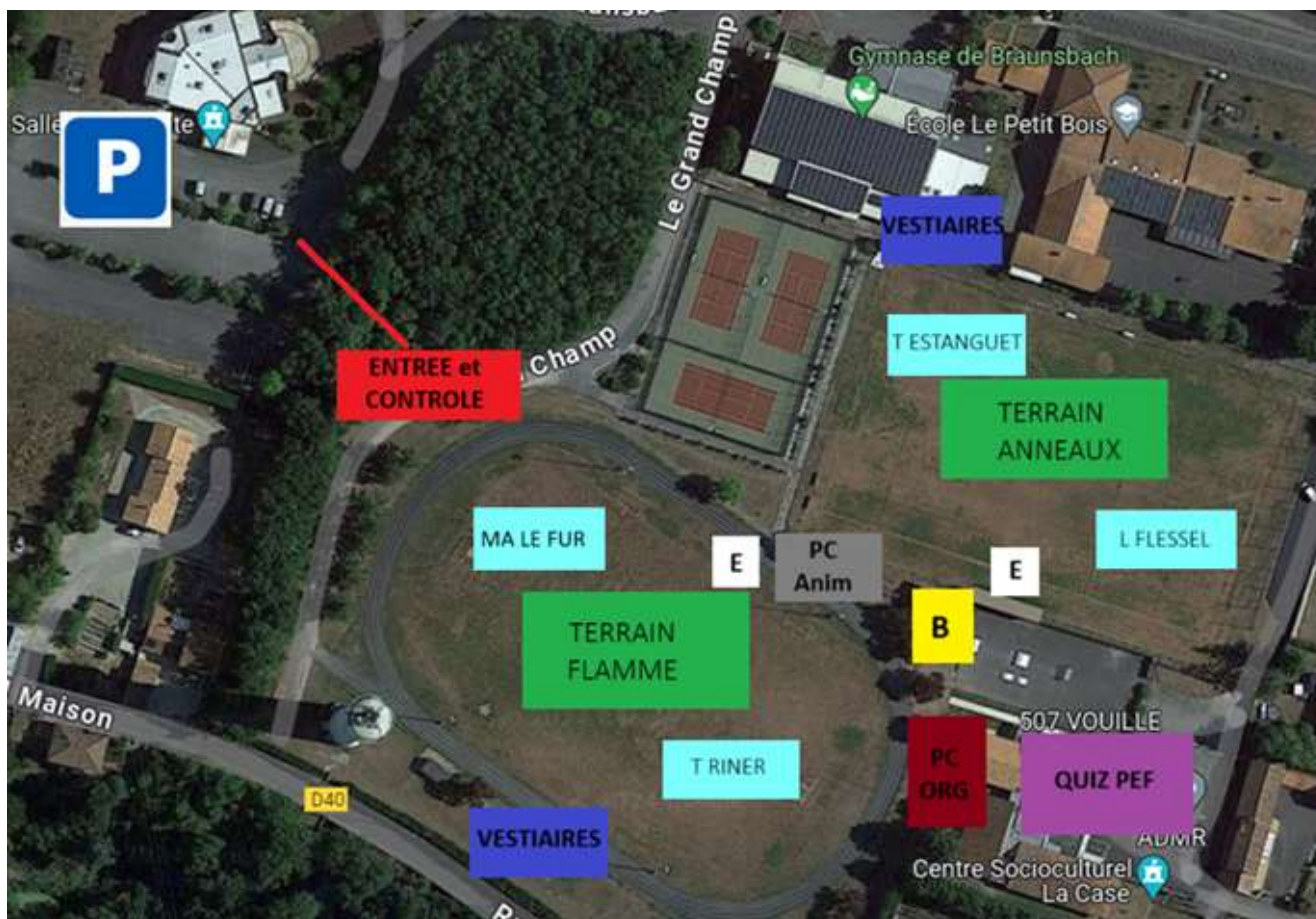 Gymnase de Braunsbach
Le Grand Champ
École Le Petit Bois
P
VESTIAIRES
T ESTANGUET
ENTREE et
CONTROLE
Champ
TERRAIN
ANNEAUX
MA LE FUR
E
PC
Anim
E
L FLESSEL
B
TERRAIN
FLAMME
Maison
507 VOUILLE
T RINER
PC
ORG
QUIZ PEF
D40
VESTIAIRES
ADMR
Centre Socioculturel
La Case